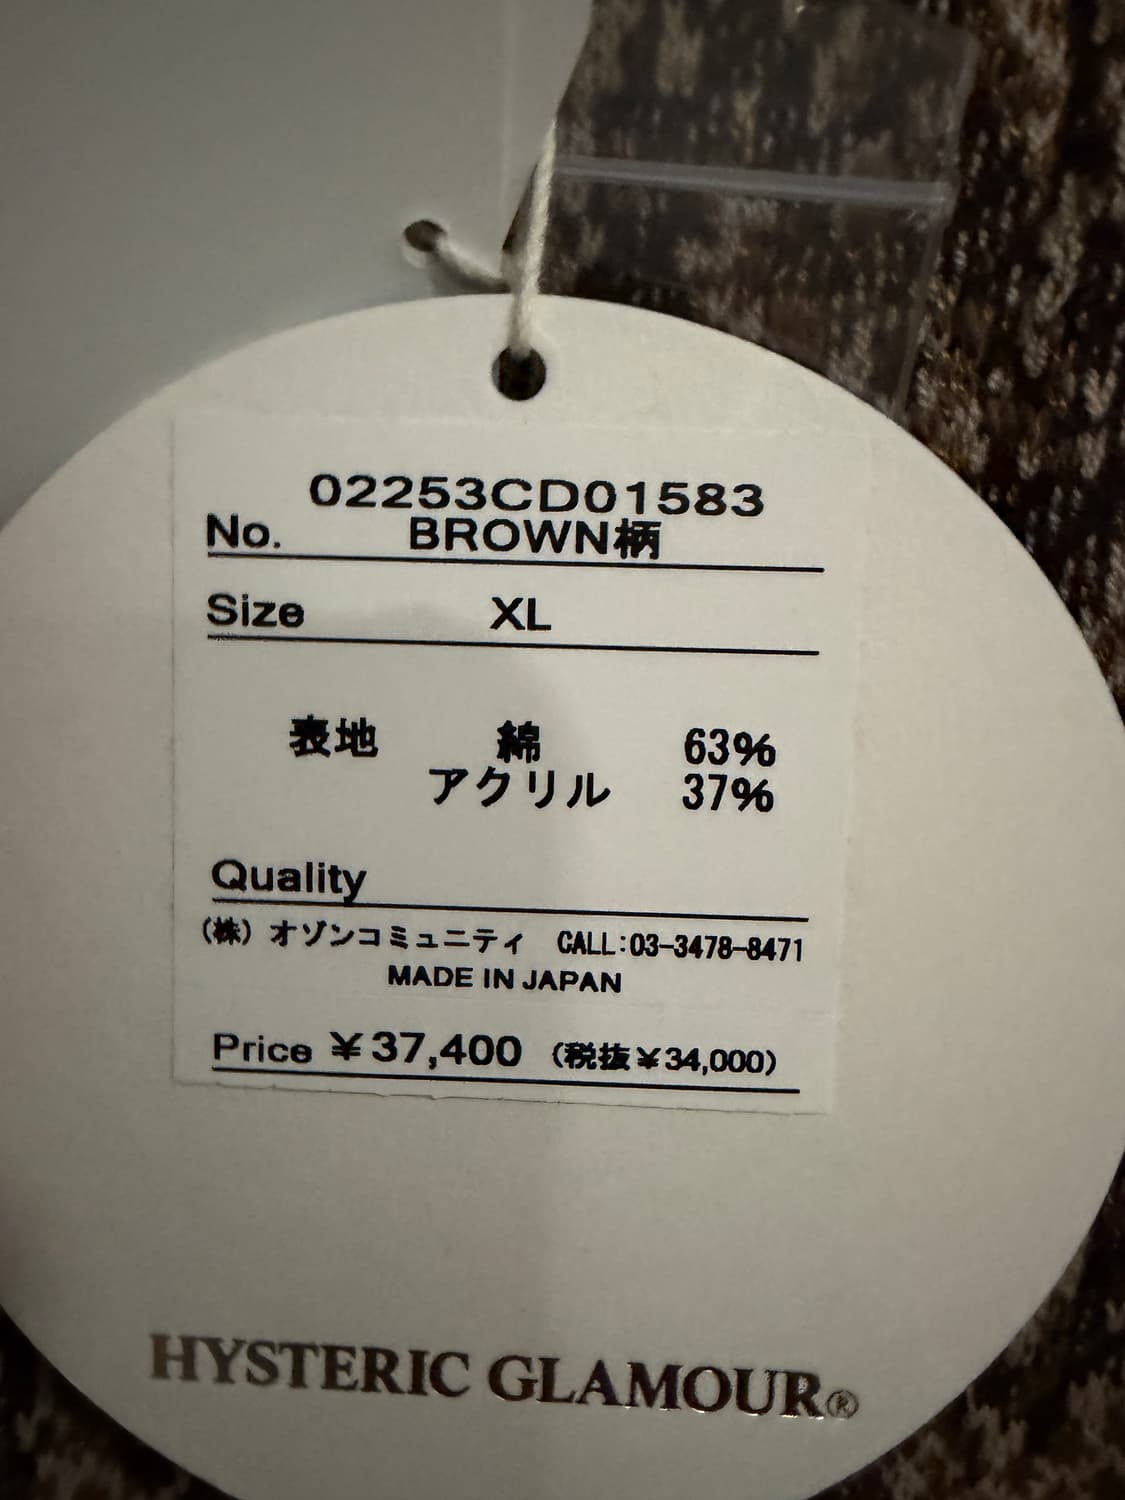 02253CD01583
No. BROWN柄
Size XL
表地 綿 63%
アクリル 37%
Quality
(株) オゾンコミュニティ CALL:03-3478-8471
MADE IN JAPAN
Price ¥37,400 (税抜¥34,000)
HYSTERIC GLAMOUR®